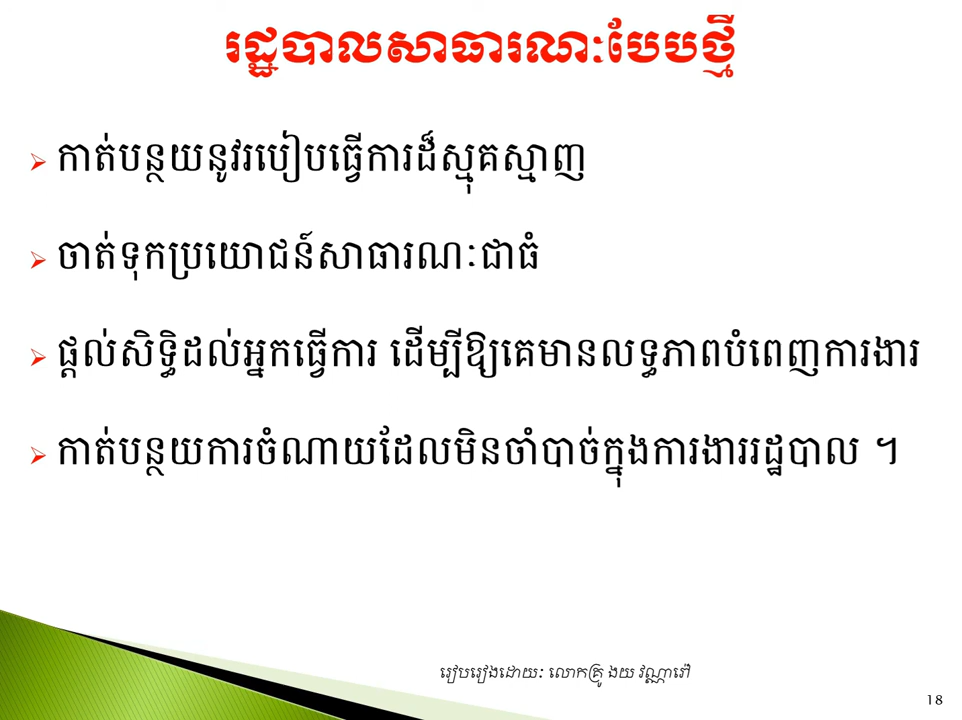 រដ្ឋបាលសាធារណៈបែបថ្មី
កាត់បន្ថយនូវរបៀបធ្វើការដ៏ស្មុគស្មាញ
ចាត់ទុកប្រយោជន៍សាធារណៈជាធំ
ផ្តល់សិទ្ធិដល់អ្នកធ្វើការ ដើម្បីឱ្យគេមានលទ្ធភាពបំពេញការងារ
កាត់បន្ថយការចំណាយដែលមិនចាំបាច់ក្នុងការងាររដ្ឋបាល ។
រៀបរៀងដោយៈ លោកគ្រូ ងយ វណ្ណាវៅ
18